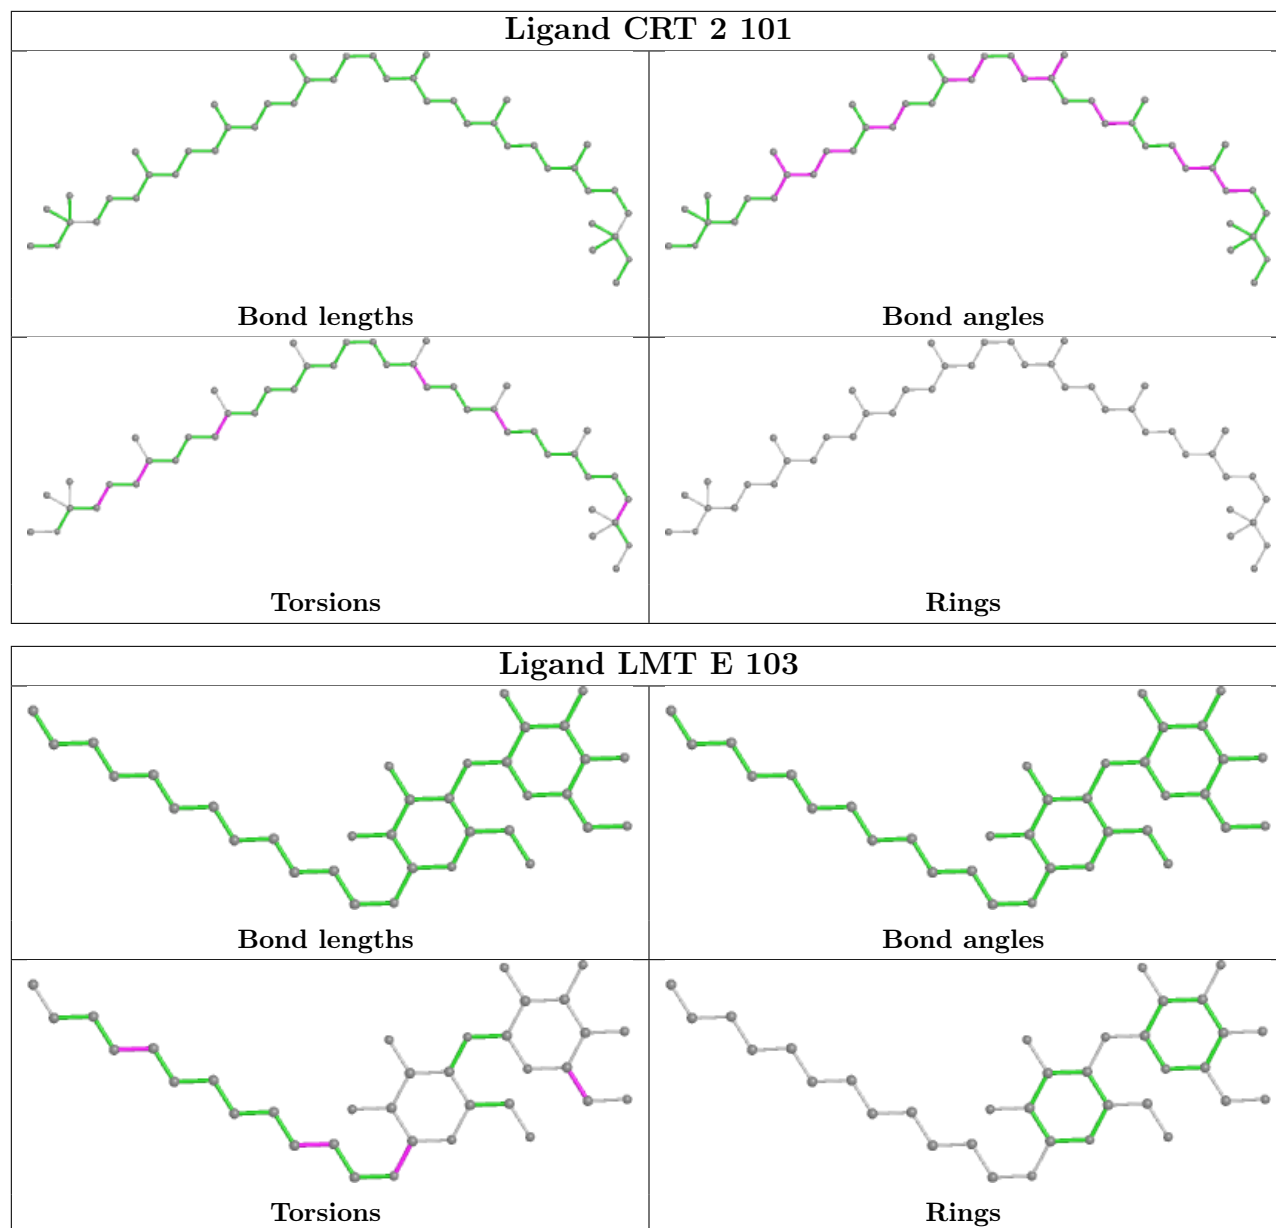 Ligand CRT 2 101
Bond lengths
Bond angles
Torsions
Rings
Ligand LMT E 103
Bond lengths
Bond angles
Torsions
Rings